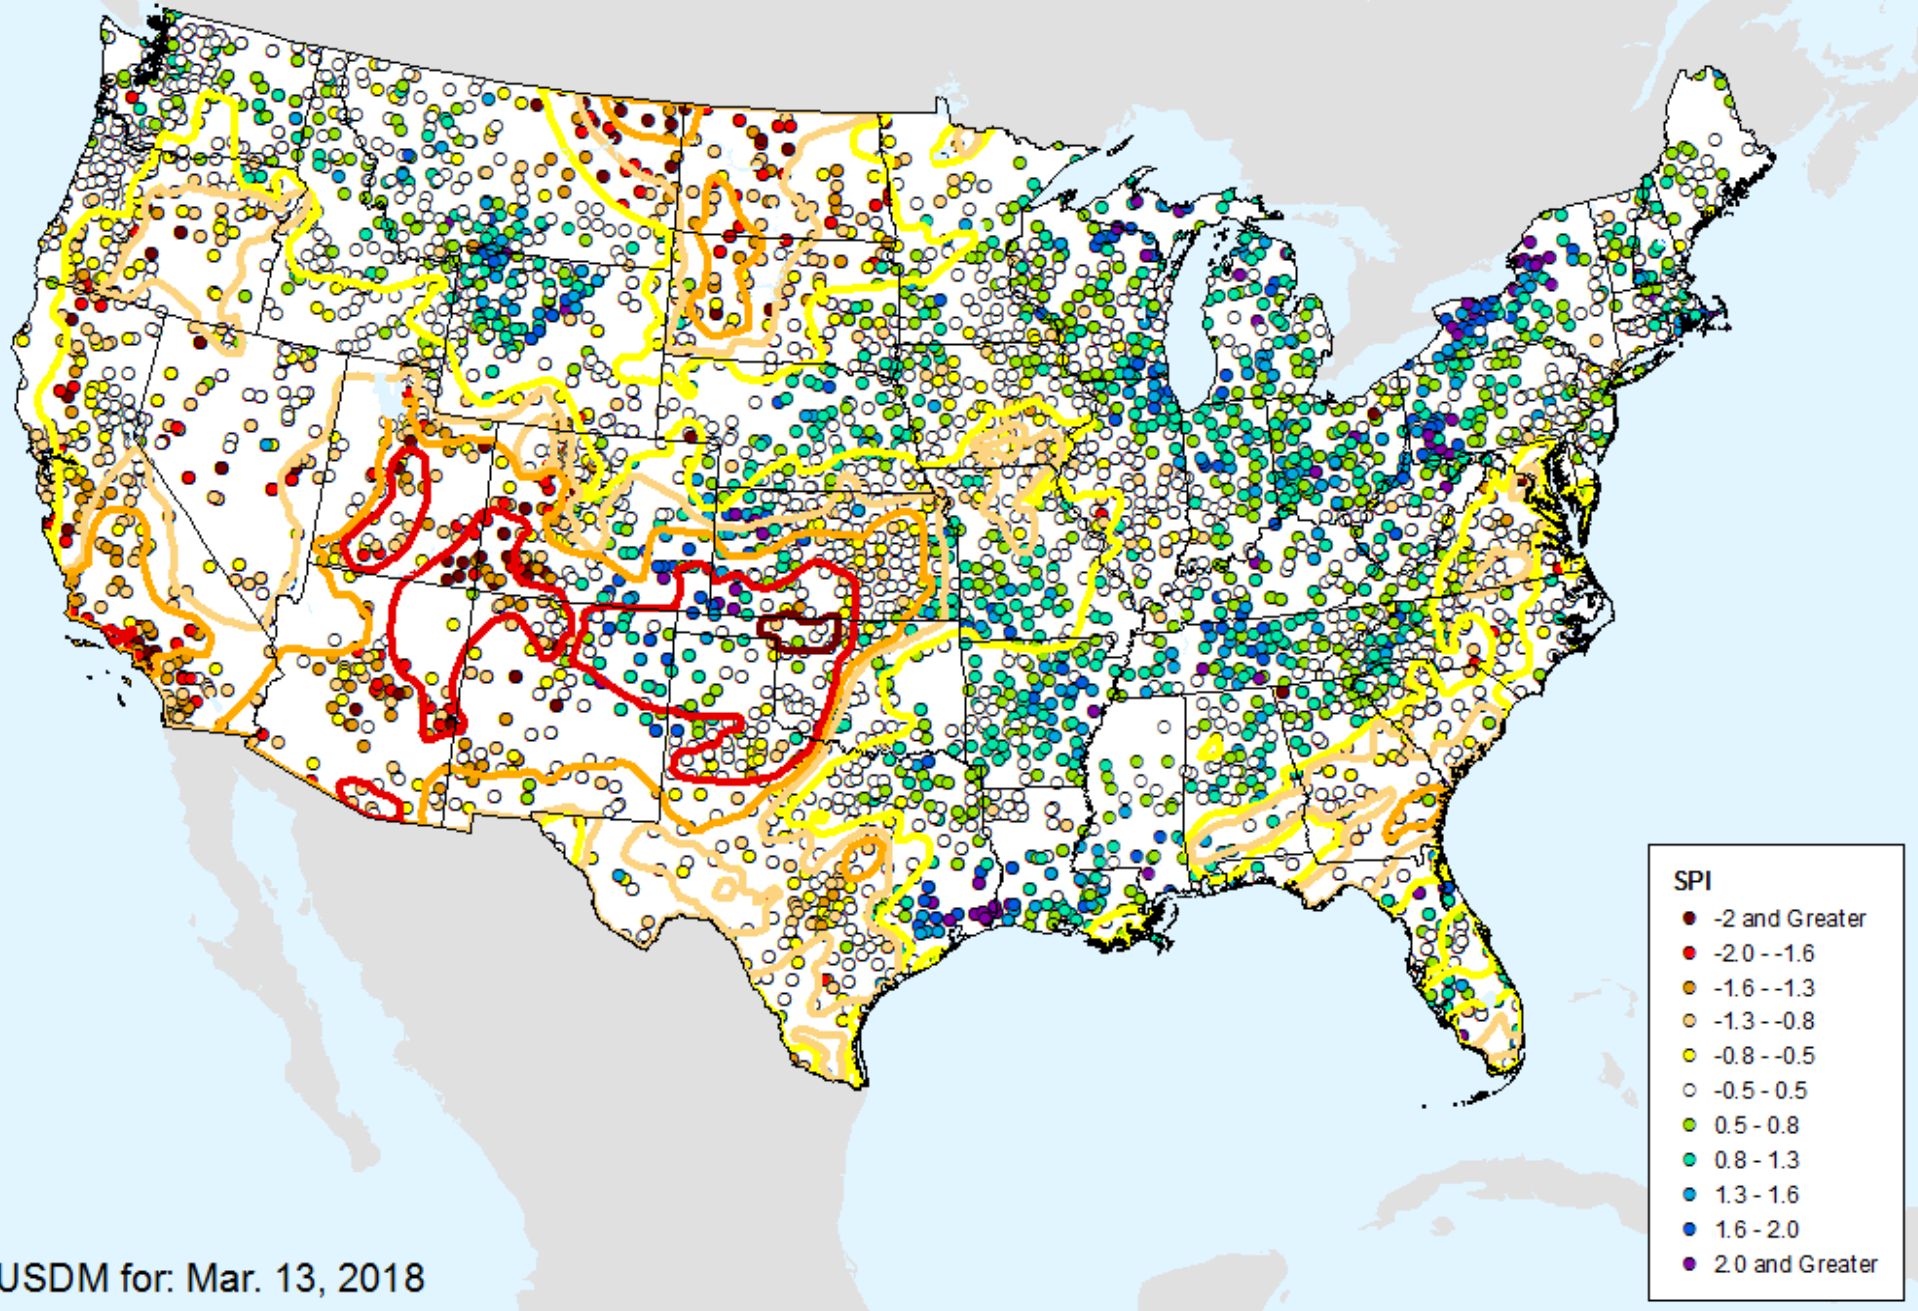 SPI
-2 and Greater
-2.0 - -1.6
-1.6 - -1.3
-1.3 - -0.8
-0.8 - -0.5
-0.5 - 0.5
0.5 - 0.8
0.8 - 1.3
1.3 - 1.6
1.6 - 2.0
2.0 and Greater
USDM for: Mar. 13, 2018